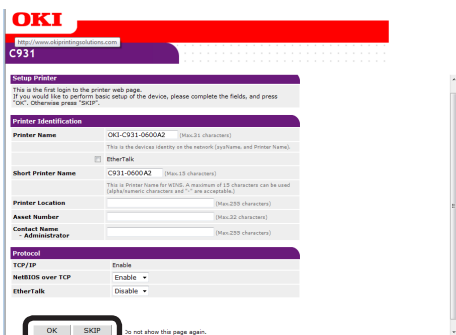 OKI
http://www.okiprintingsolutions.com
C931
Setup Printer
This is the first login to the printer web page.
If you would like to perform basic setup of the device, please complete the fields, and press
"OK". Otherwise press "SKIP".
Printer Identification
Printer Name OKI-C931-0600A2 (Max.31 characters)
This is the devices identity on the network (sysName, and Printer Name).
EtherTalk
Short Printer Name C931-0600A2 (Max.15 characters)
This is Printer Name for WINS. A maximum of 15 characters can be used
(alpha/numeric characters and "-" are acceptable.)
Printer Location (Max.255 characters)
Asset Number (Max.32 characters)
Contact Name
- Administrator (Max.255 characters)
Protocol
TCP/IP Enable
NetBIOS over TCP Enable
EtherTalk Disable
OK SKIP Do not show this page again.